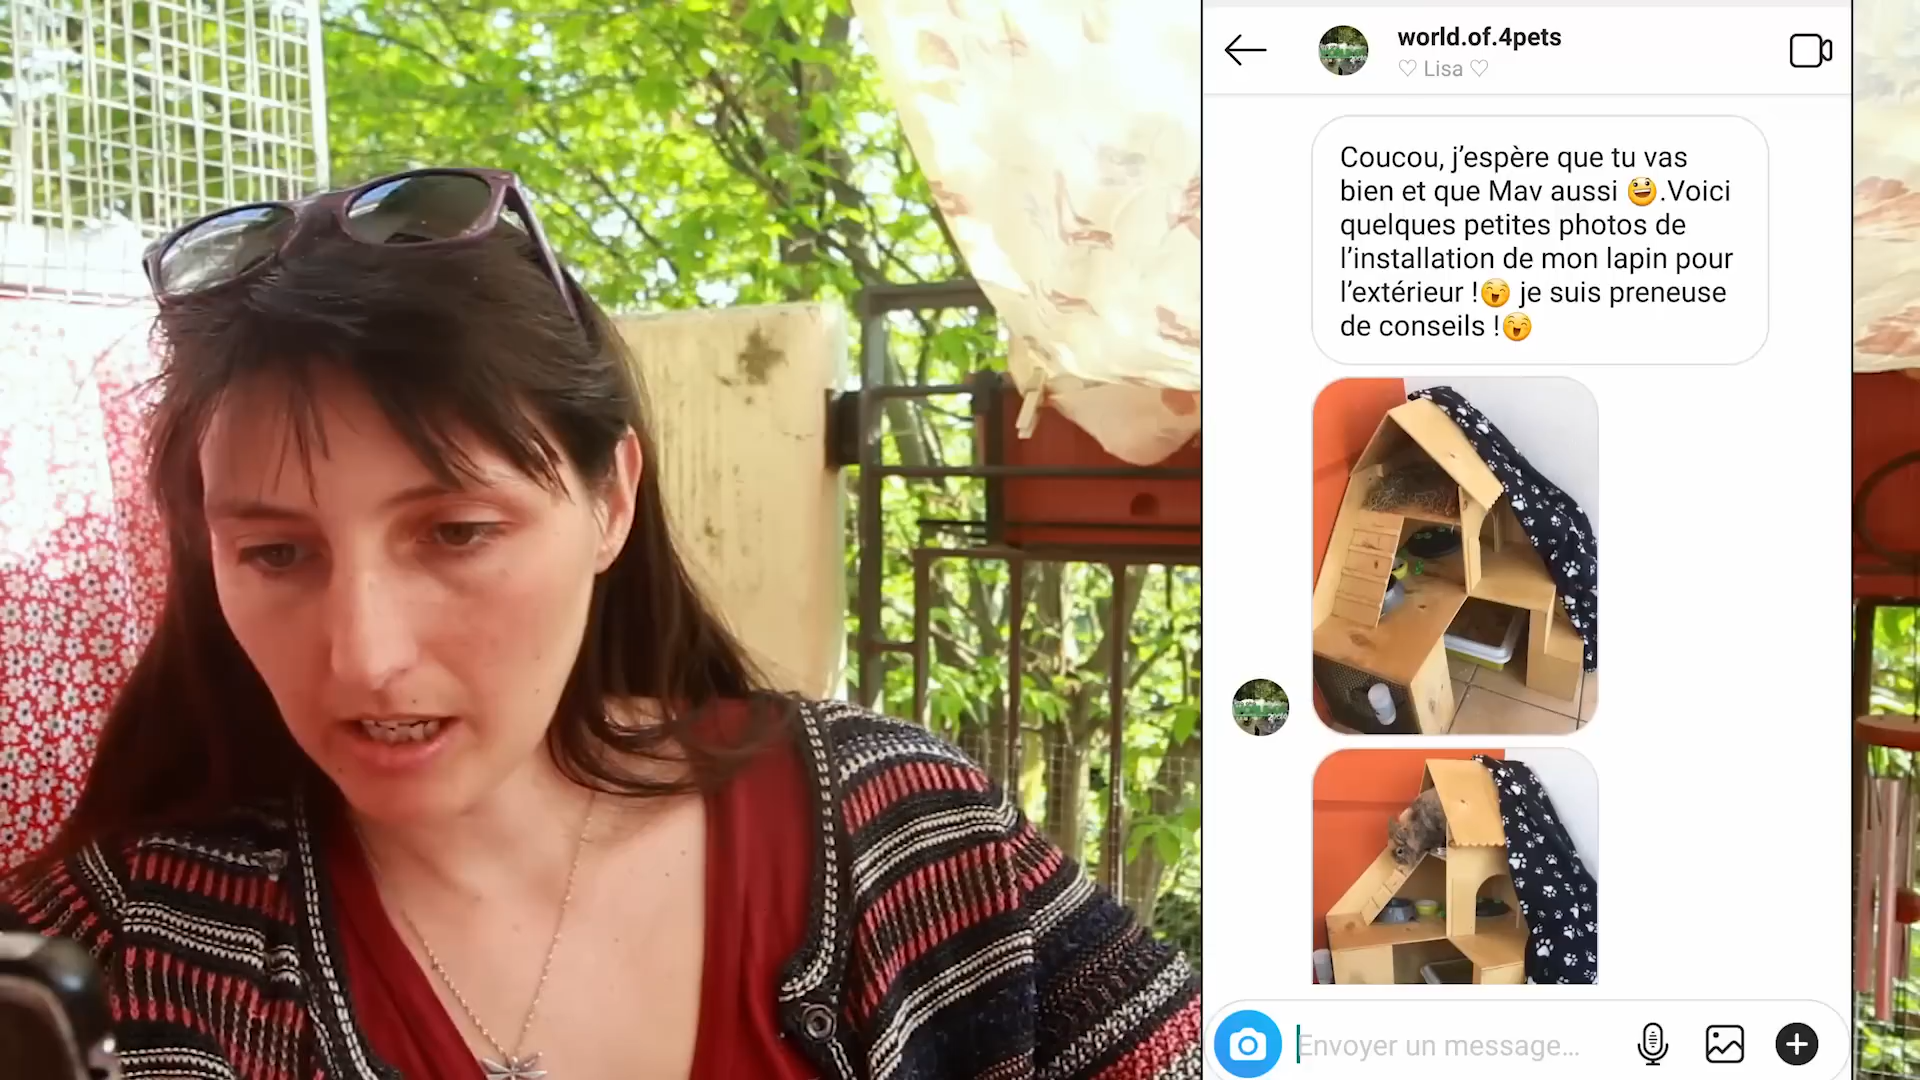 world.of.4pets
♡ Lisa ♡
Coucou, j’espère que tu vas
bien et que Mav aussi 😃.Voici
quelques petites photos de
l’installation de mon lapin pour
l’extérieur !😄 je suis preneuse
de conseils !😄
Envoyer un message...